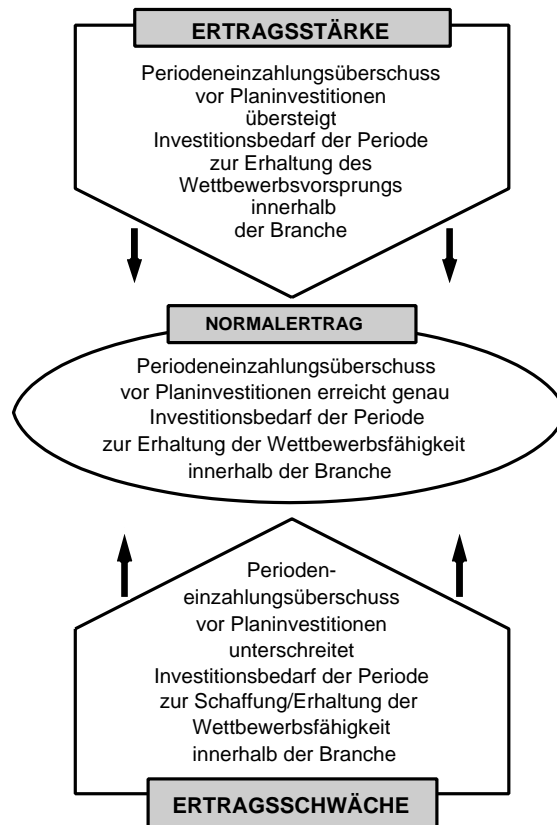 ERTRAGSSTÄRKE
Periodeneinzahlungsüberschuss
vor Planinvestitionen
übersteigt
Investitionsbedarf der Periode
zur Erhaltung des
Wettbewerbsvorsprungs
innerhalb
der Branche
NORMALERTRAG
Periodeneinzahlungsüberschuss
vor Planinvestitionen erreicht genau
Investitionsbedarf der Periode
zur Erhaltung der Wettbewerbsfähigkeit
innerhalb der Branche
Perioden-
einzahlungsüberschuss
vor Planinvestitionen
unterschreitet
Investitionsbedarf der Periode
zur Schaffung/Erhaltung der
Wettbewerbsfähigkeit
innerhalb der Branche
ERTRAGSSCHWÄCHE